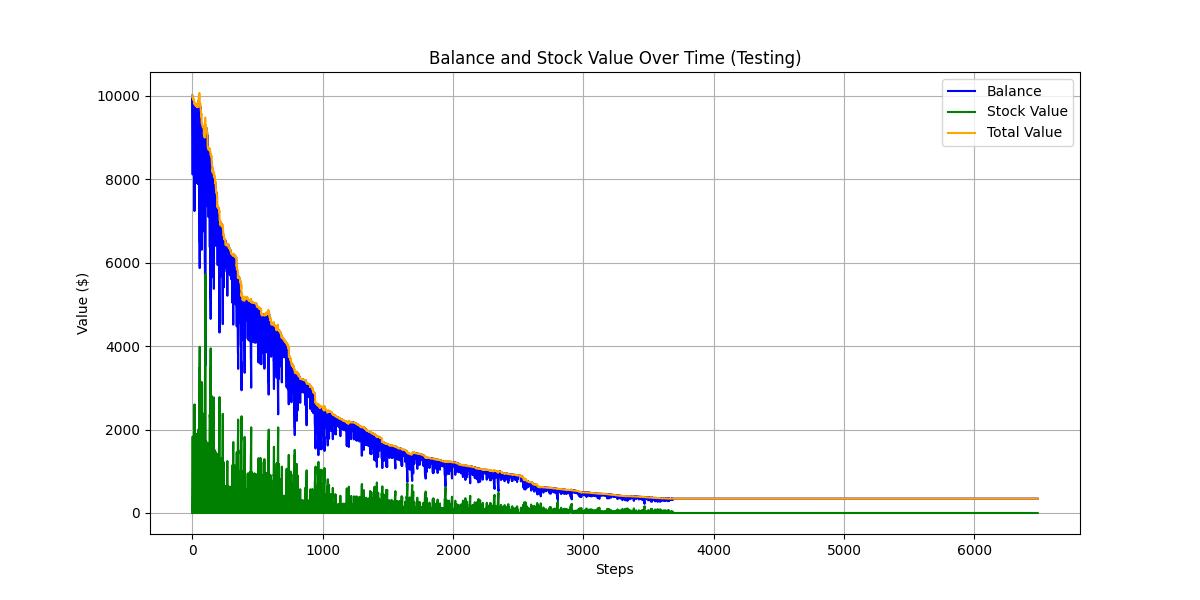 Balance and Stock Value Over Time (Testing)
Balance
Stock Value
Total Value
Value ($)
10000
8000
6000
4000
2000
0
0 1000 2000 3000 4000 5000 6000
Steps